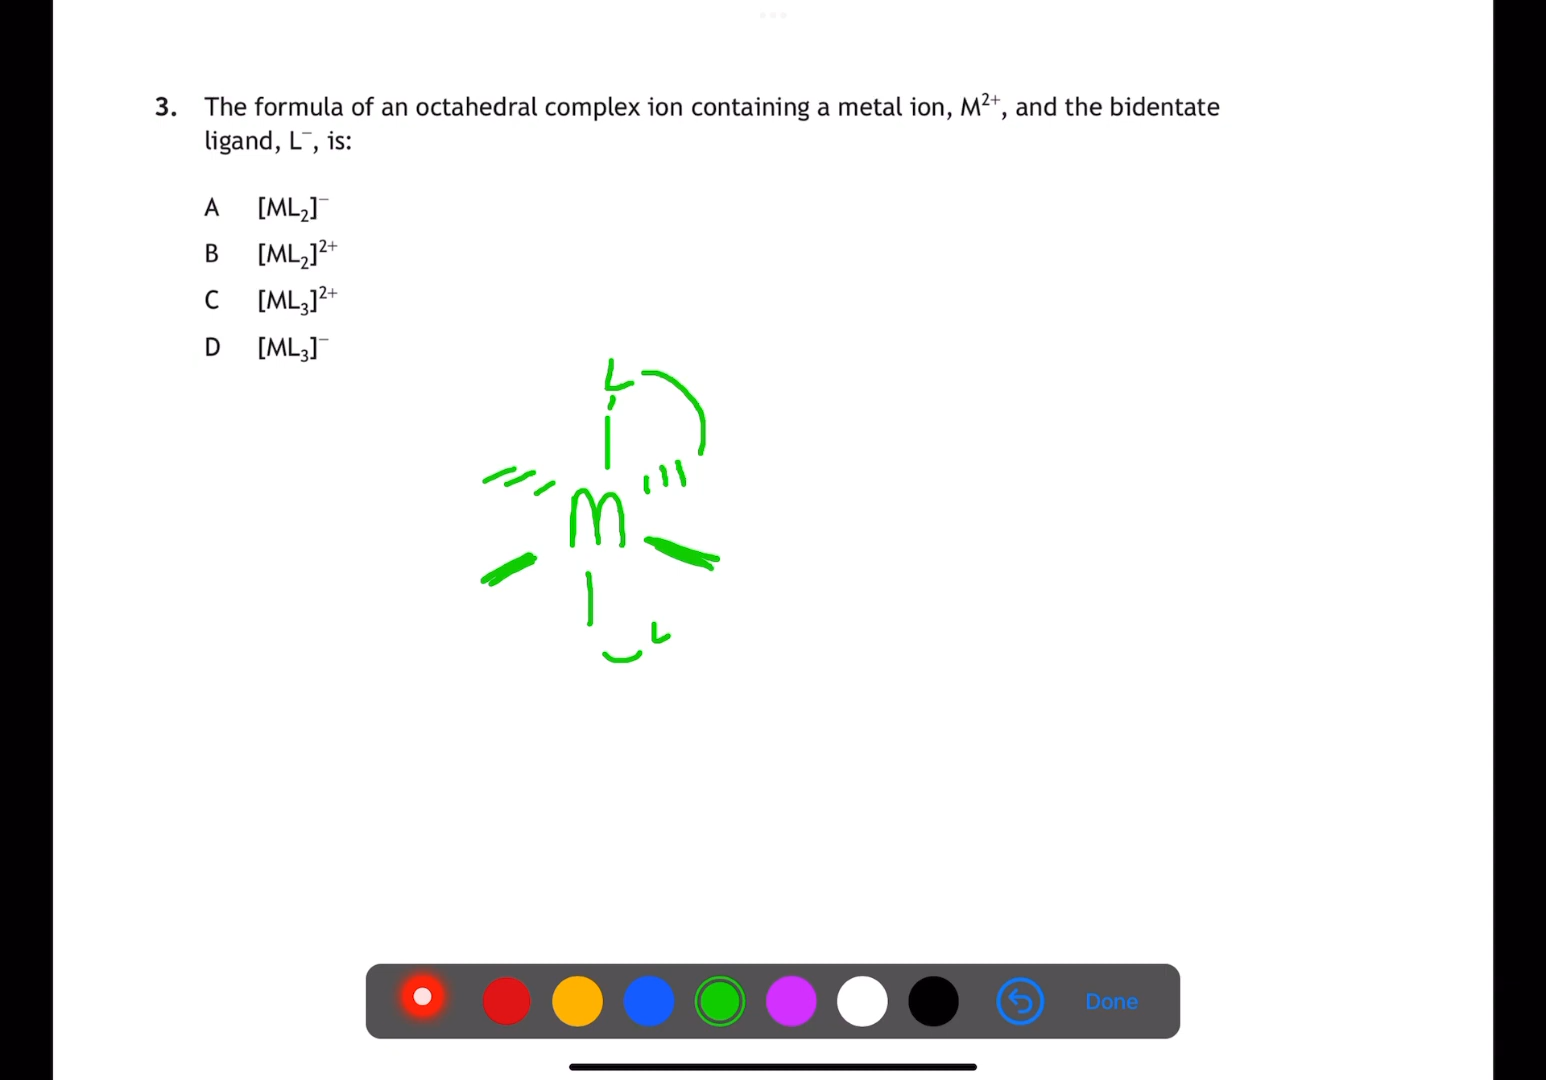 3. The formula of an octahedral complex ion containing a metal ion, M²⁺, and the bidentate
ligand, L⁻, is:
A [ML₂]⁻
B [ML₂]²⁺
C [ML₃]²⁺
D [ML₃]⁻
L
M
L
Done